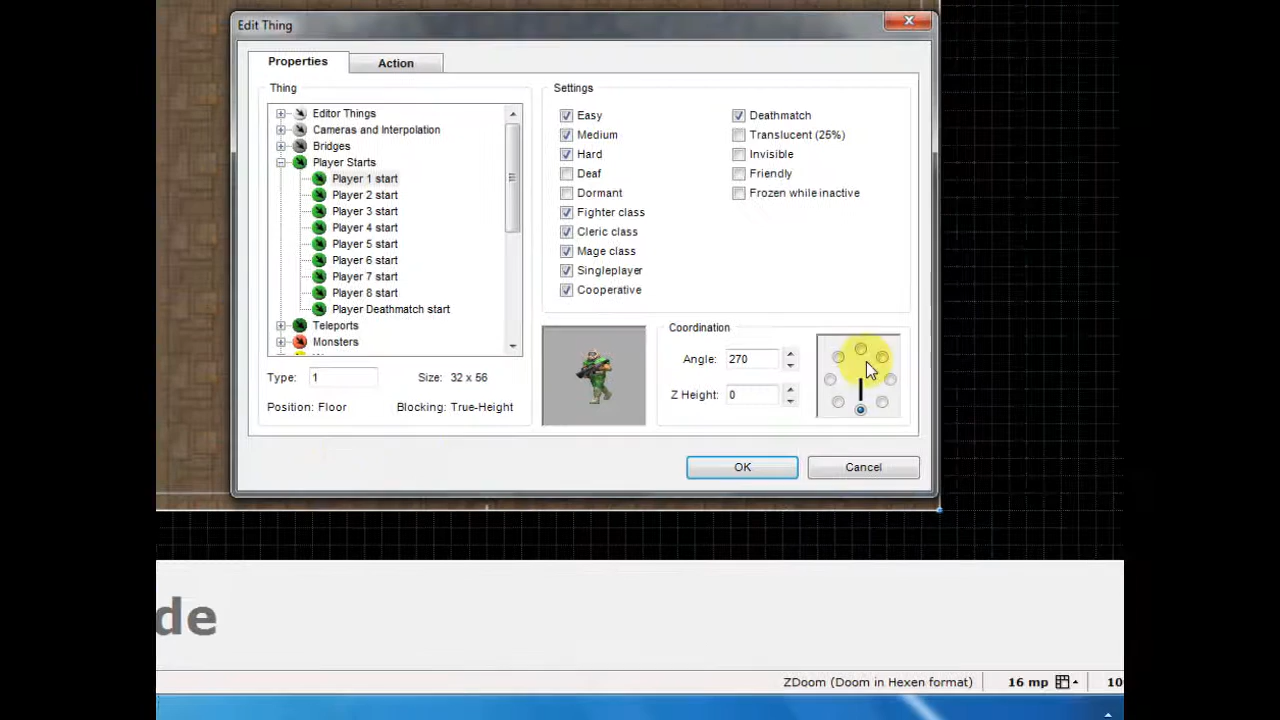 Edit Thing
Properties
Action
Thing
Editor Things
Cameras and Interpolation
Bridges
Player Starts
Player 1 start
Player 2 start
Player 3 start
Player 4 start
Player 5 start
Player 6 start
Player 7 start
Player 8 start
Player Deathmatch start
Teleports
Monsters
Type: 1
Size: 32 x 56
Position: Floor
Blocking: True-Height
Settings
Easy
Medium
Hard
Deaf
Dormant
Fighter class
Cleric class
Mage class
Singleplayer
Cooperative
Deathmatch
Translucent (25%)
Invisible
Friendly
Frozen while inactive
Coordination
Angle: 270
Z Height: 0
OK
Cancel
de
ZDoom (Doom in Hexen format)
16 mp
10